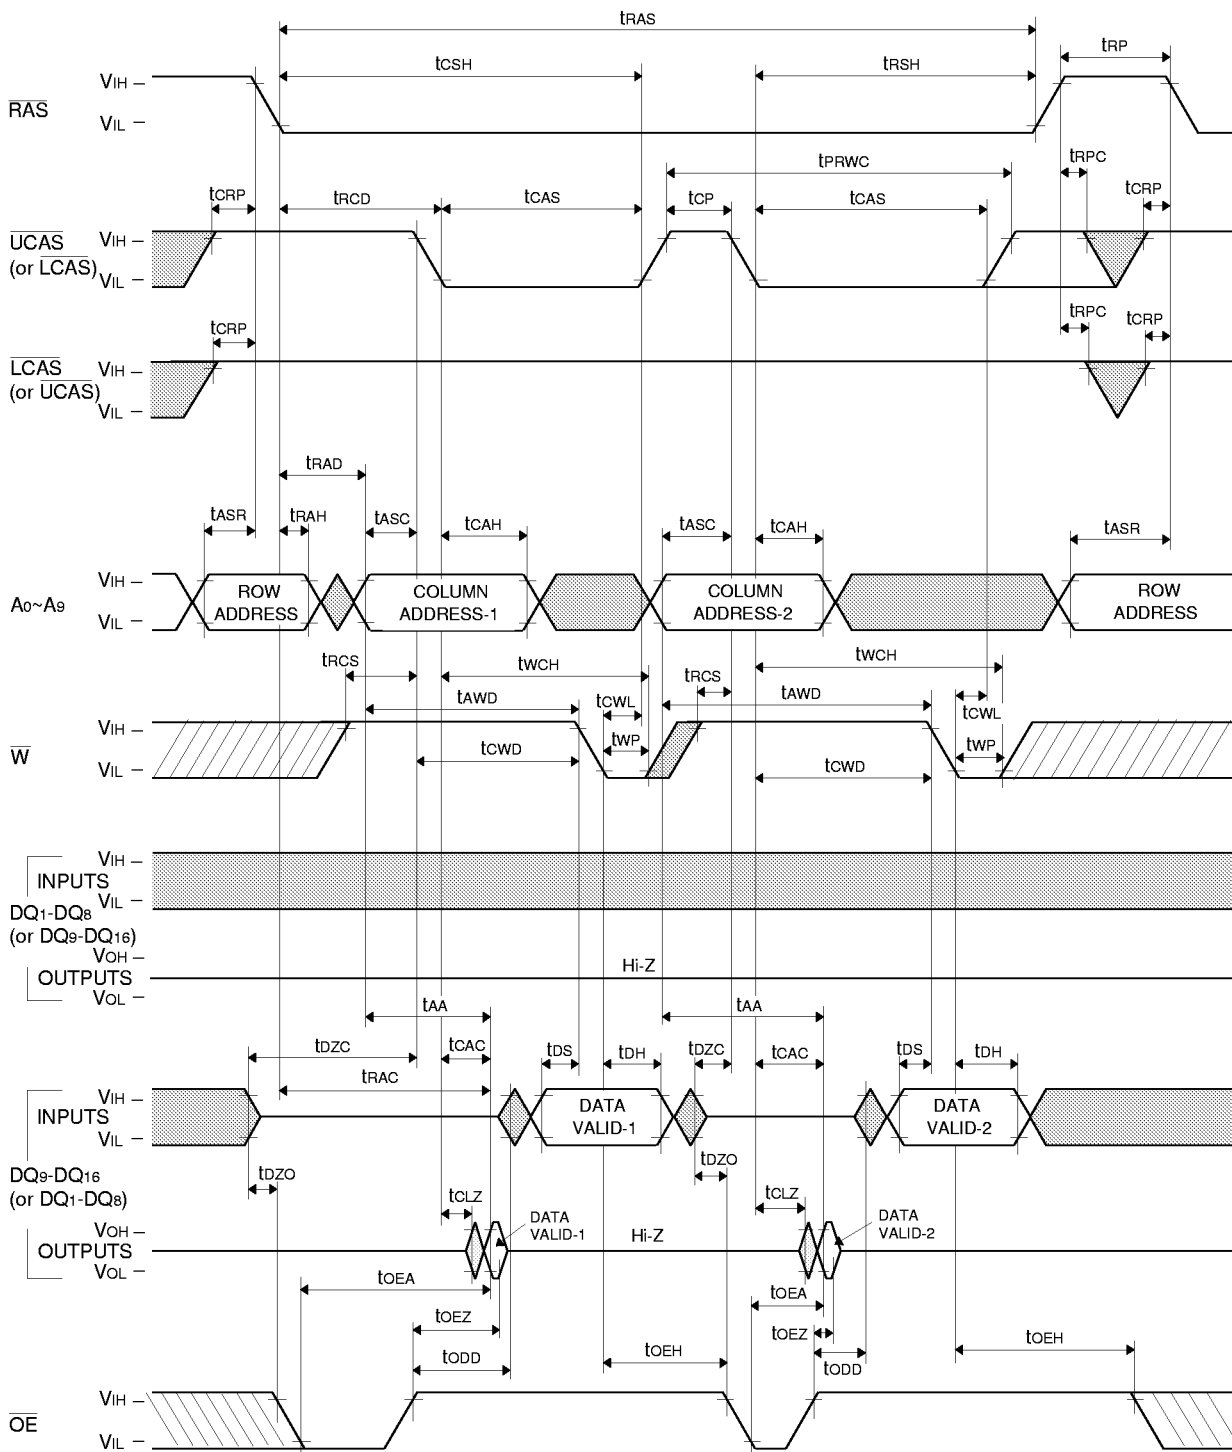 tRAS
tCSH
tRSH
tRP
RAS
VIH
VIL
tPRWC
tRPC
tCRP
tRCD
tCAS
tCP
tCAS
tCRP
UCAS
(or LCAS)
VIH
VIL
tCRP
tRPC
tCRP
LCAS
(or UCAS)
VIH
VIL
tRAD
tASR
tRAH
tASC
tCAH
tASC
tCAH
tASR
A0~A9
VIH
VIL
ROW
ADDRESS
COLUMN
ADDRESS-1
COLUMN
ADDRESS-2
ROW
ADDRESS
tRCS
tWCH
tRCS
tWCH
tAWD
tCWL
tAWD
tCWL
tWP
tWP
tCWD
tCWD
W
VIH
VIL
VIH
INPUTS
VIL
DQ1-DQ8
(or DQ9-DQ16)
VOH
OUTPUTS
VOL
Hi-Z
tAA
tAA
tDZC
tCAC
tDS
tDH
tDZC
tCAC
tDS
tDH
tRAC
VIH
INPUTS
VIL
DATA
VALID-1
DATA
VALID-2
DQ9-DQ16
(or DQ1-DQ8)
tDZO
tDZO
tCLZ
tCLZ
VOH
OUTPUTS
VOL
DATA
VALID-1
Hi-Z
DATA
VALID-2
tOEA
tOEA
tOEZ
tOEZ
tODD
tOEH
tODD
tOEH
OE
VIH
VIL